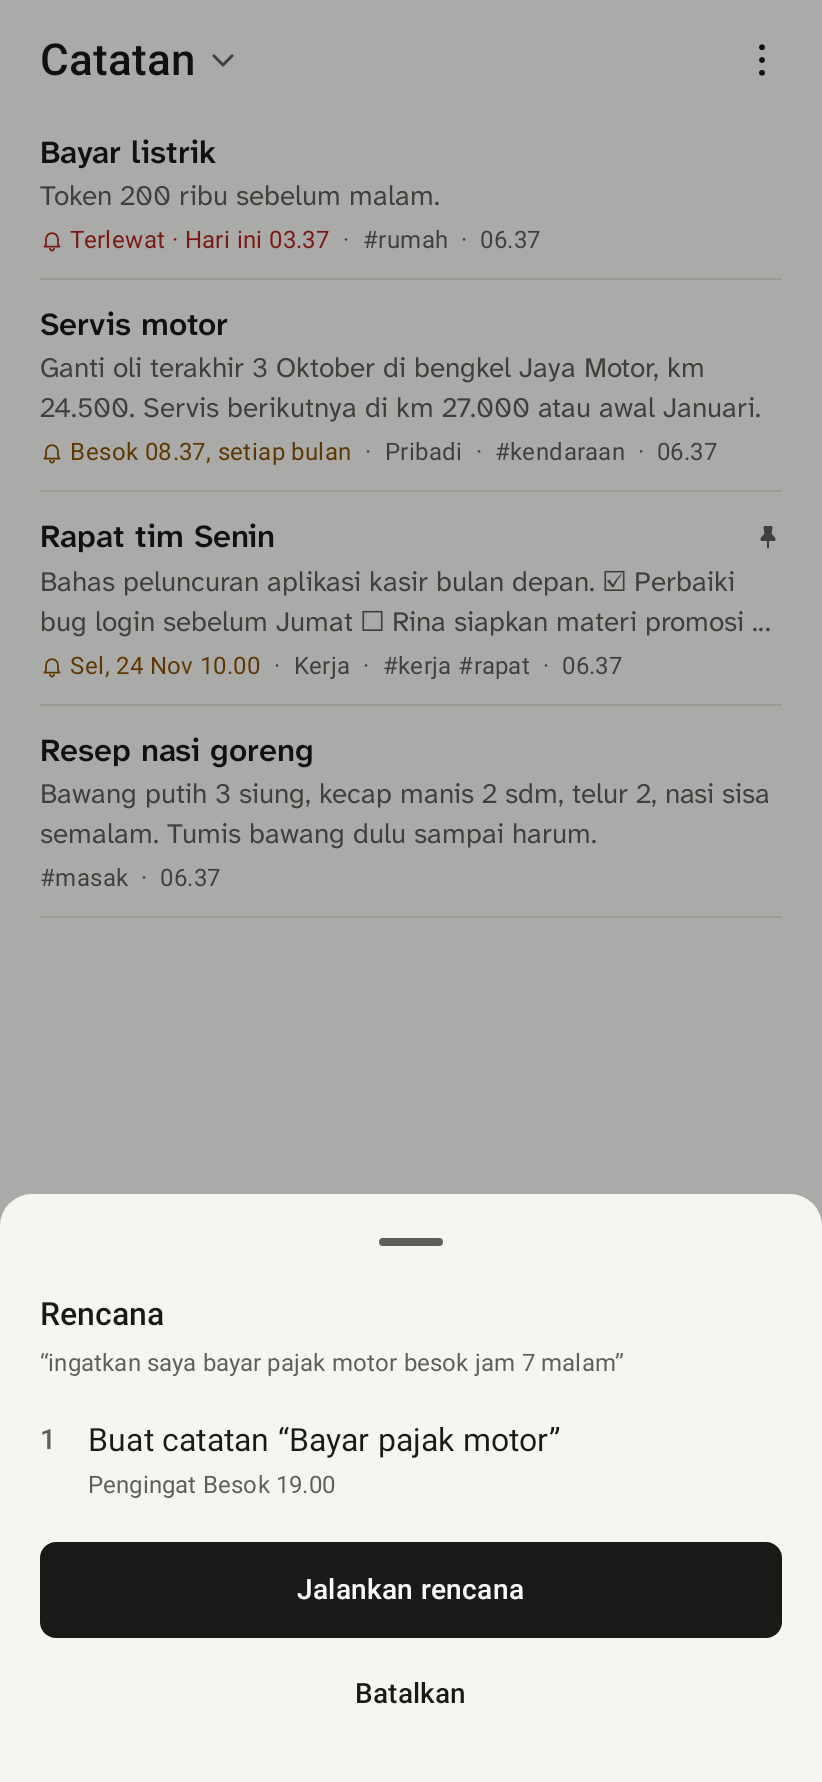 Catatan
Bayar listrik
Token 200 ribu sebelum malam.
Terlewat · Hari ini 03.37 · #rumah · 06.37
Servis motor
Ganti oli terakhir 3 Oktober di bengkel Jaya Motor, km
24.500. Servis berikutnya di km 27.000 atau awal Januari.
Besok 08.37, setiap bulan · Pribadi · #kendaraan · 06.37
Rapat tim Senin
Bahas peluncuran aplikasi kasir bulan depan. ☑ Perbaiki
bug login sebelum Jumat ☐ Rina siapkan materi promosi ...
Sel, 24 Nov 10.00 · Kerja · #kerja #rapat · 06.37
Resep nasi goreng
Bawang putih 3 siung, kecap manis 2 sdm, telur 2, nasi sisa
semalam. Tumis bawang dulu sampai harum.
#masak · 06.37
Rencana
“ingatkan saya bayar pajak motor besok jam 7 malam”
1 Buat catatan “Bayar pajak motor”
Pengingat Besok 19.00
Jalankan rencana
Batalkan